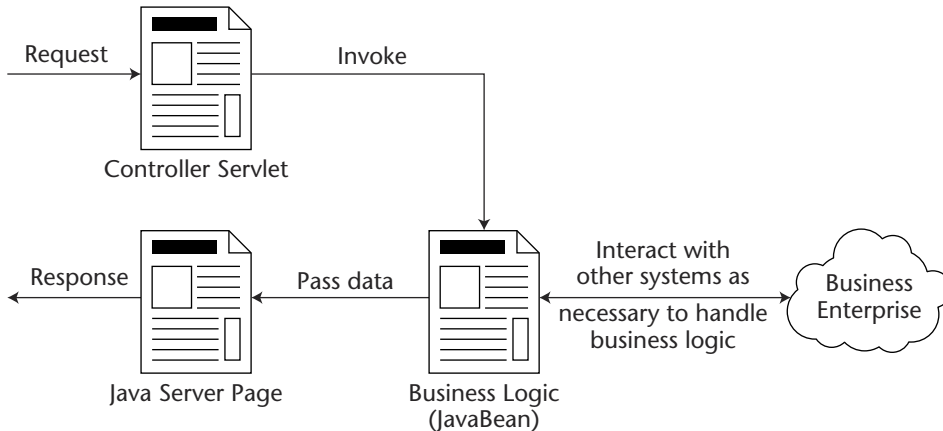 Request
Invoke
Controller Servlet
Response
Pass data
Interact with
other systems as
necessary to handle
business logic
Business
Enterprise
Java Server Page
Business Logic
(JavaBean)